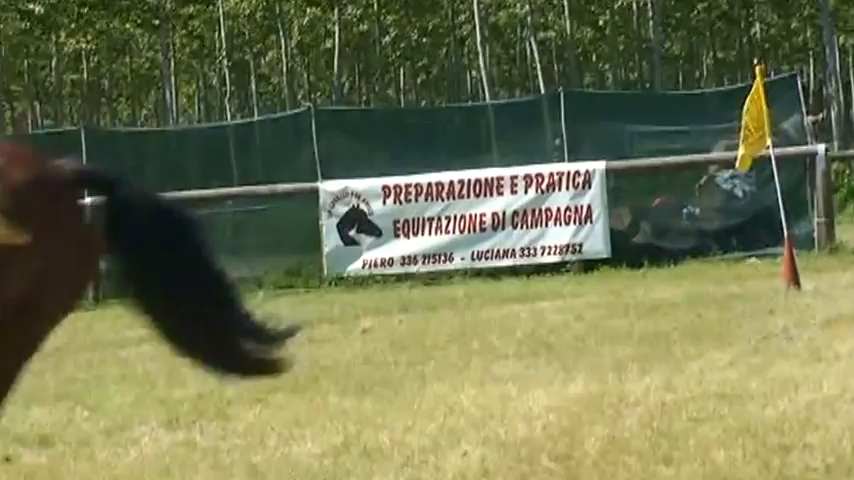 PREPARAZIONE E PRATICA
EQUITAZIONE DI CAMPAGNA
PIERO 336 215136 - LUCIANA 333 7228752